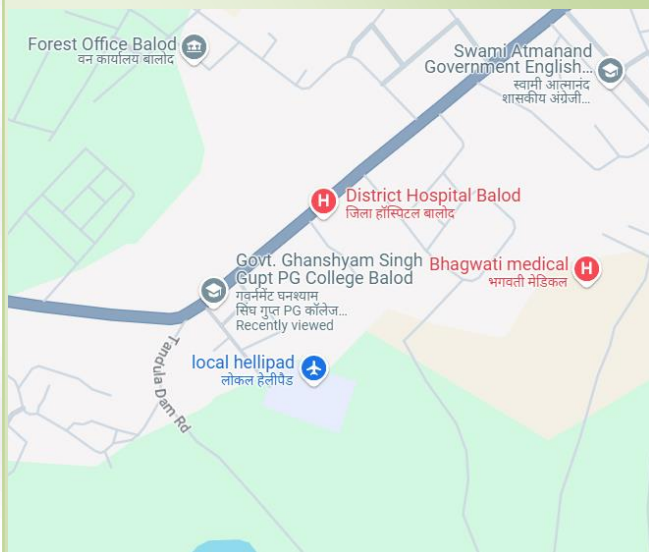 Forest Office Balod
वन कार्यालय बालोद
Swami Atmanand
Government English...
स्वामी आत्मानंद
शासकीय अंग्रेजी...
H
District Hospital Balod
जिला हॉस्पिटल बालोद
Govt. Ghanshyam Singh
Gupt PG College Balod
गवर्नमेंट घनश्याम
सिंघ गुप्त PG कॉलेज...
Recently viewed
Bhagwati medical
भगवती मेडिकल
H
local hellipad
लोकल हेलीपैड
Tandula Dam Rd